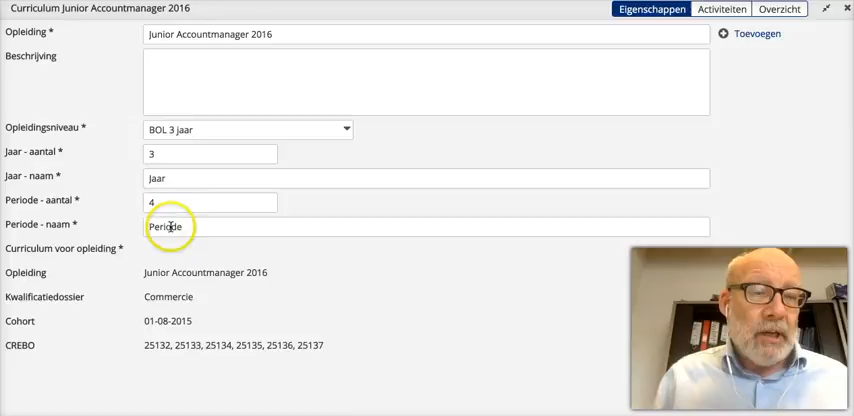 Curriculum Junior Accountmanager 2016 Eigenschappen Activiteiten Overzicht
Opleiding * Junior Accountmanager 2016 Toevoegen
Beschrijving
Opleidingsniveau * BOL 3 jaar
Jaar - aantal * 3
Jaar - naam * Jaar
Periode - aantal * 4
Periode - naam * Periode
Curriculum voor opleiding *
Opleiding Junior Accountmanager 2016
Kwalificatiedossier Commercie
Cohort 01-08-2015
CREBO 25132, 25133, 25134, 25135, 25136, 25137